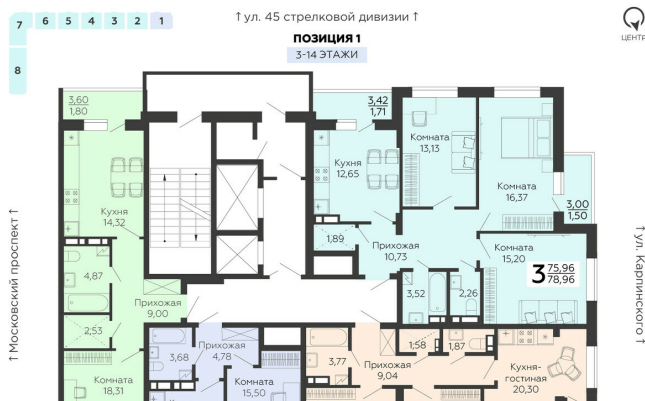 7 6 5 4 3 2 1
8
↑ ул. 45 стрелковой дивизии ↑
ПОЗИЦИЯ 1
3-14 ЭТАЖИ
ЦЕНТР
↑ Московский проспект ↑
↑ ул. Карпинского ↑
3,60
1,80
Кухня
14,32
4,87
2,53
Прихожая
9,00
Комната
18,31
3,42
1,71
Кухня
12,65
Комната
13,13
Комната
16,37
3,00
1,50
1,89
Прихожая
10,73
Комната
15,20
3,52
2,26
3 75,96
78,96
3,68
Прихожая
4,78
Комната
15,50
3,77
Прихожая
9,04
1,58
1,87
Кухня-
гостиная
20,30